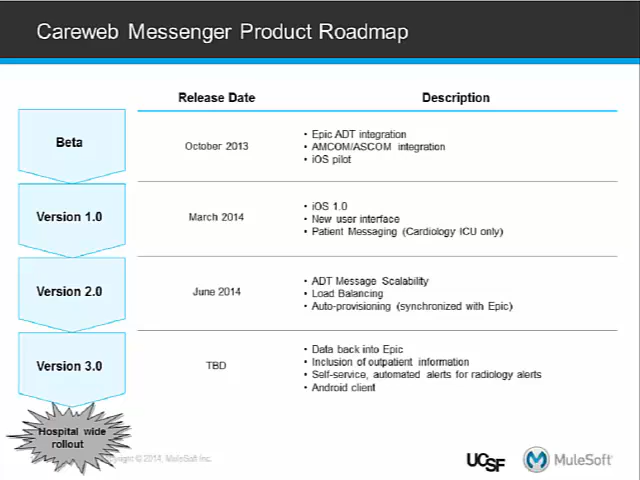 Careweb Messenger Product Roadmap
Release Date Description
Beta
October 2013
• Epic ADT integration
• AMCOM/ASCOM integration
• iOS pilot
Version 1.0
March 2014
• iOS 1.0
• New user interface
• Patient Messaging (Cardiology ICU only)
Version 2.0
June 2014
• ADT Message Scalability
• Load Balancing
• Auto-provisioning (synchronized with Epic)
Version 3.0
TBD
• Data back into Epic
• Inclusion of outpatient information
• Self-service, automated alerts for radiology alerts
• Android client
Hospital wide
rollout
© 2014, MuleSoft Inc.
UCSF
MuleSoft